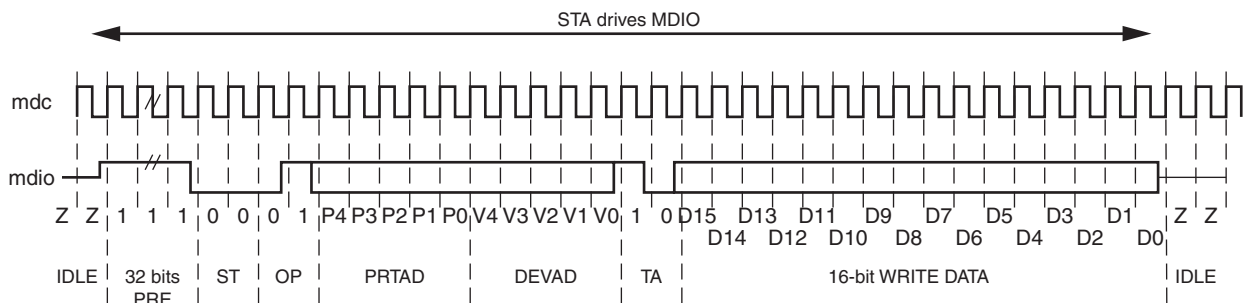 STA drives MDIO
mdc
mdio
Z Z 1 1 1 0 0 0 1 P4 P3 P2 P1 P0 V4 V3 V2 V1 V0 1 0 D15 D13 D11 D9 D7 D5 D3 D1 Z Z
D14 D12 D10 D8 D6 D4 D2 D0
IDLE 32 bits ST OP PRTAD DEVAD TA 16-bit WRITE DATA IDLE
PRE